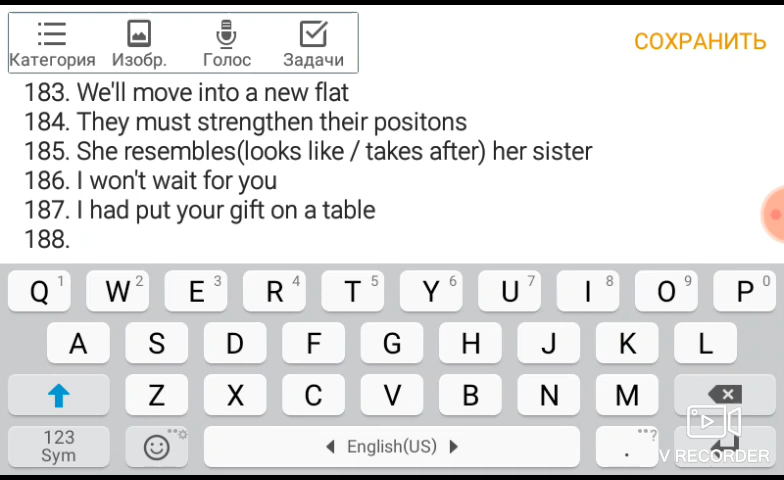 Категория Изобр. Голос Задачи
СОХРАНИТЬ
183. We'll move into a new flat
184. They must strengthen their positons
185. She resembles(looks like / takes after) her sister
186. I won't wait for you
187. I had put your gift on a table
188.
Q 1 W 2 E 3 R 4 T 5 Y 6 U 7 I 8 O 9 P 0
A S D F G H J K L
Z X C V B N M
123
Sym
English(US)
. ?
V RECORDER